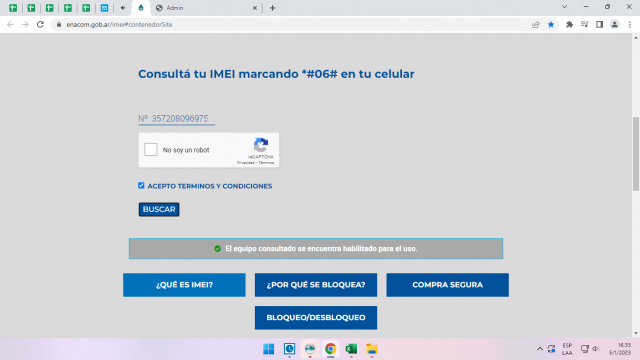 Admin
enacom.gob.ar/imei#contenedorSite
Consultá tu IMEI marcando *#06# en tu celular
Nº 357208096975
No soy un robot
reCAPTCHA
Privacidad - Términos
ACEPTO TERMINOS Y CONDICIONES
BUSCAR
El equipo consultado se encuentra habilitado para el uso.
¿QUÉ ES IMEI?
¿POR QUÉ SE BLOQUEA?
COMPRA SEGURA
BLOQUEO/DESBLOQUEO
ESP
LAA
16:33
5/1/2023